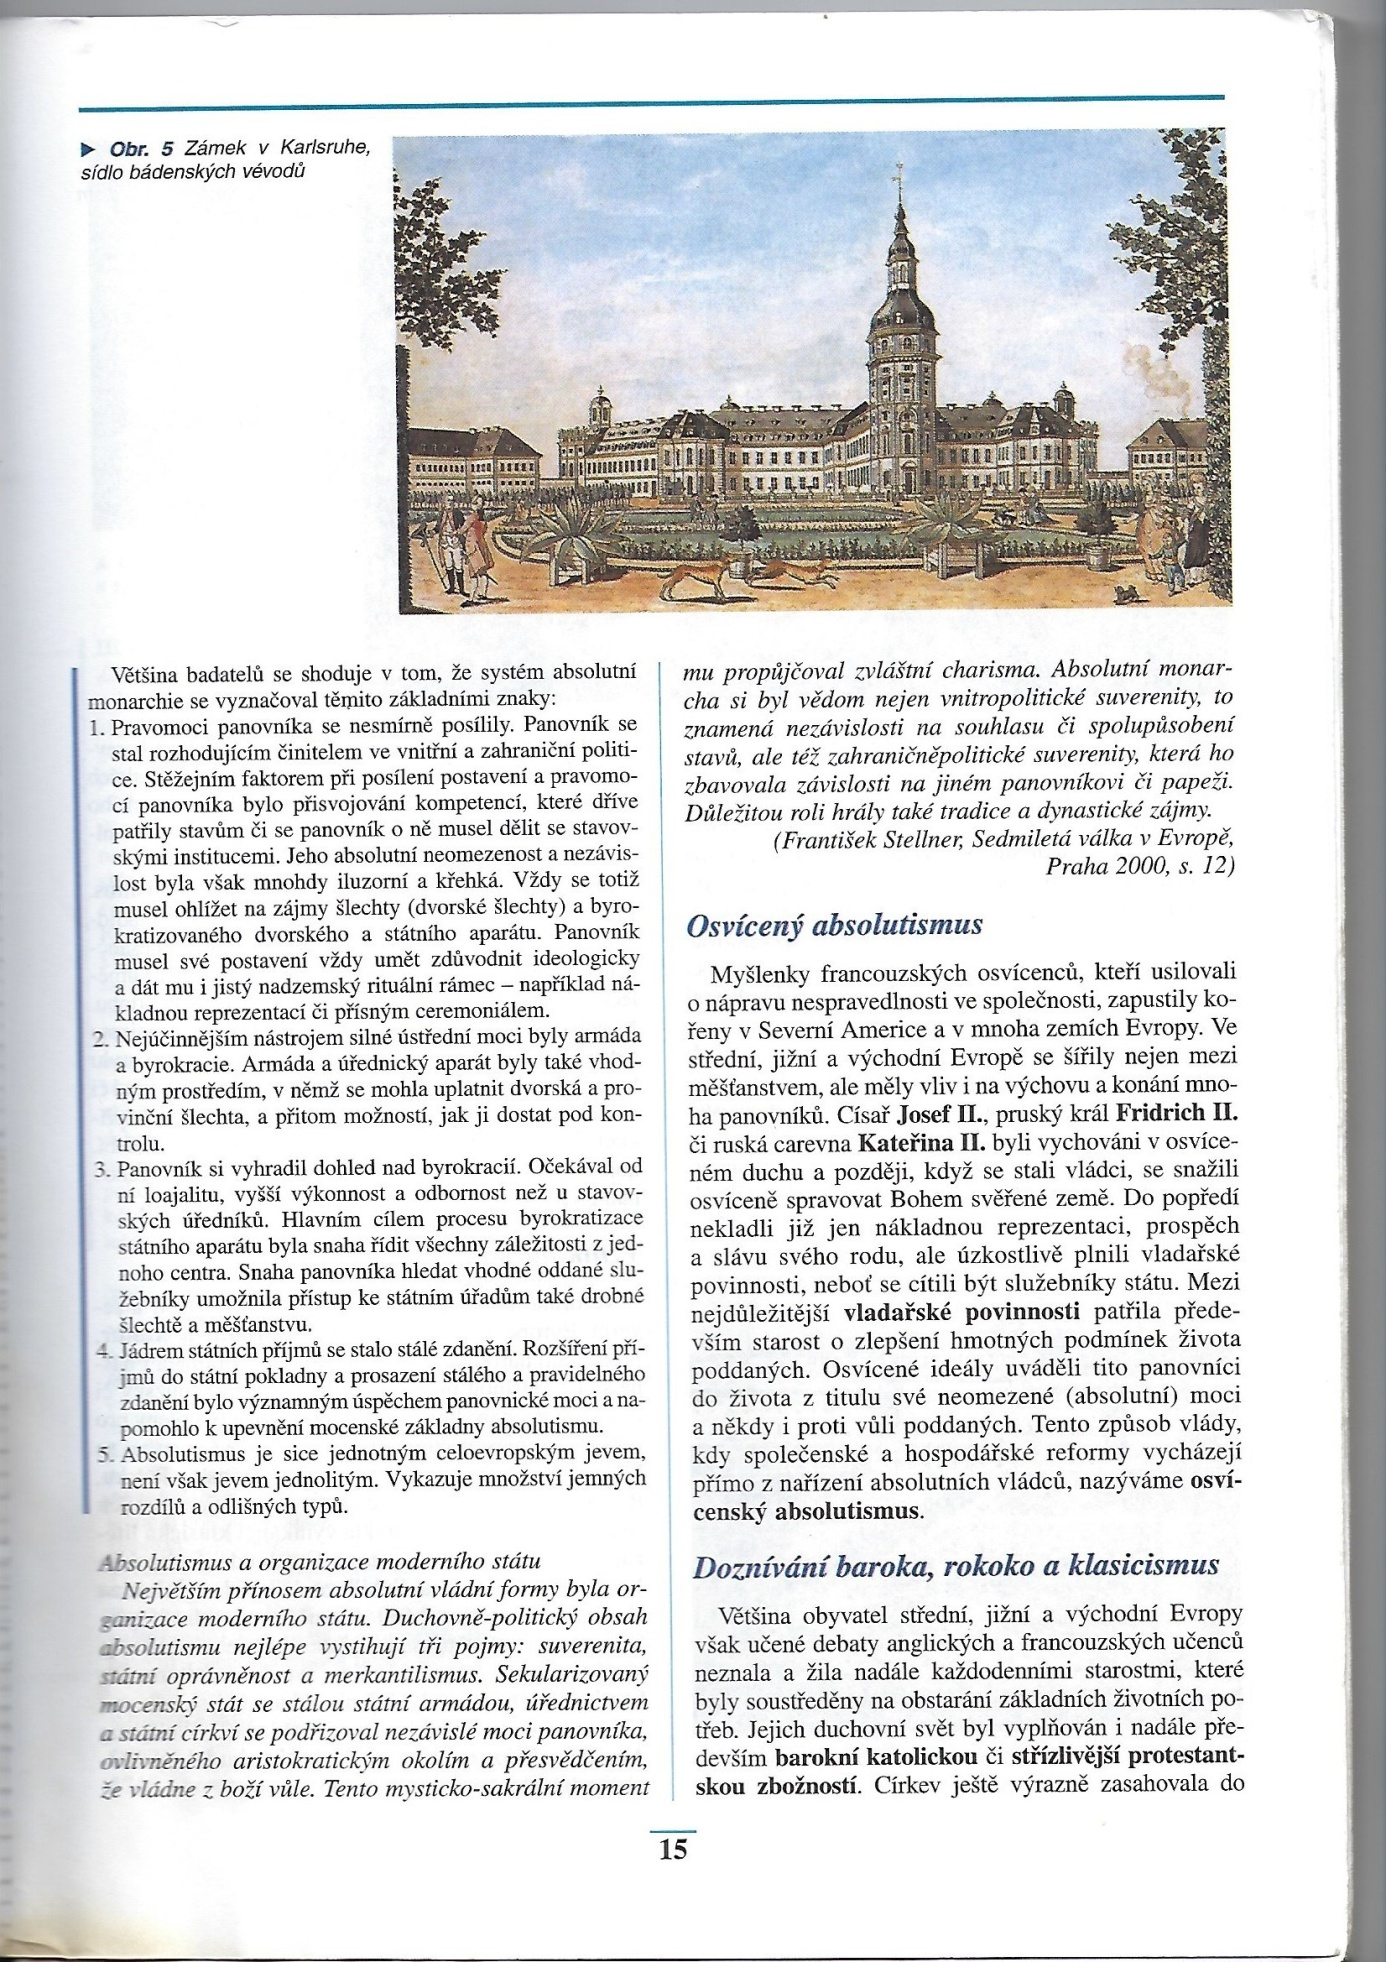 ▶ Obr. 5 Zámek v Karlsruhe,
sídlo bádenských vévodů
Většina badatelů se shoduje v tom, že systém absolutní
monarchie se vyznačoval těmito základními znaky:
1. Pravomoci panovníka se nesmírně posílily. Panovník se
stal rozhodujícím činitelem ve vnitřní a zahraniční politi-
ce. Stěžejním faktorem při posílení postavení a pravomo-
cí panovníka bylo přisvojování kompetencí, které dříve
patřily stavům či se panovník o ně musel dělit se stavov-
skými institucemi. Jeho absolutní neomezenost a nezávis-
lost byla však mnohdy iluzorní a křehká. Vždy se totiž
musel ohlížet na zájmy šlechty (dvorské šlechty) a byro-
kratizovaného dvorského a státního aparátu. Panovník
musel své postavení vždy umět zdůvodnit ideologicky
a dát mu i jistý nadzemský rituální rámec – například ná-
kladnou reprezentací či přísným ceremoniálem.
2. Nejúčinnějším nástrojem silné ústřední moci byly armáda
a byrokracie. Armáda a úřednický aparát byly také vhod-
ným prostředím, v němž se mohla uplatnit dvorská a pro-
vinční šlechta, a přitom možností, jak ji dostat pod kon-
trolu.
3. Panovník si vyhradil dohled nad byrokracií. Očekával od
ní loajalitu, vyšší výkonnost a odbornost než u stavov-
ských úředníků. Hlavním cílem procesu byrokratizace
státního aparátu byla snaha řídit všechny záležitosti z jed-
noho centra. Snaha panovníka hledat vhodné oddané slu-
žebníky umožnila přístup ke státním úřadům také drobné
šlechtě a měšťanstvu.
4. Jádrem státních příjmů se stalo stálé zdanění. Rozšíření pří-
jmů do státní pokladny a prosazení stálého a pravidelného
zdanění bylo významným úspěchem panovnické moci a na-
pomohlo k upevnění mocenské základny absolutismu.
5. Absolutismus je sice jednotným celoevropským jevem,
není však jevem jednolitým. Vykazuje množství jemných
rozdílů a odlišných typů.
Absolutismus a organizace moderního státu
Největším přínosem absolutní vládní formy byla or-
ganizace moderního státu. Duchovně-politický obsah
absolutismu nejlépe vystihují tři pojmy: suverenita,
státní oprávněnost a merkantilismus. Sekularizovaný
mocenský stát se stálou státní armádou, úřednictvem
a státní církví se podřizoval nezávislé moci panovníka,
ovlivněného aristokratickým okolím a přesvědčením,
že vládne z boží vůle. Tento mysticko-sakrální moment
mu propůjčoval zvláštní charisma. Absolutní monar-
cha si byl vědom nejen vnitropolitické suverenity, to
znamená nezávislosti na souhlasu či spolupůsobení
stavů, ale též zahraničněpolitické suverenity, která ho
zbavovala závislosti na jiném panovníkovi či papeži.
Důležitou roli hrály také tradice a dynastické zájmy.
(František Stellner, Sedmiletá válka v Evropě,
Praha 2000, s. 12)
Osvícený absolutismus
Myšlenky francouzských osvícenců, kteří usilovali
o nápravu nespravedlnosti ve společnosti, zapustily ko-
řeny v Severní Americe a v mnoha zemích Evropy. Ve
střední, jižní a východní Evropě se šířily nejen mezi
měšťanstvem, ale měly vliv i na výchovu a konání mno-
ha panovníků. Císař Josef II., pruský král Fridrich II.
či ruská carevna Kateřina II. byli vychováni v osvíce-
ném duchu a později, když se stali vládci, se snažili
osvíceně spravovat Bohem svěřené země. Do popředí
nekladli již jen nákladnou reprezentaci, prospěch
a slávu svého rodu, ale úzkostlivě plnili vladařské
povinnosti, neboť se cítili být služebníky státu. Mezi
nejdůležitější vladařské povinnosti patřila přede-
vším starost o zlepšení hmotných podmínek života
poddaných. Osvícené ideály uváděli tito panovníci
do života z titulu své neomezené (absolutní) moci
a někdy i proti vůli poddaných. Tento způsob vlády,
kdy společenské a hospodářské reformy vycházejí
přímo z nařízení absolutních vládců, nazýváme osví-
censký absolutismus.
Doznívání baroka, rokoko a klasicismus
Většina obyvatel střední, jižní a východní Evropy
však učené debaty anglických a francouzských učenců
neznala a žila nadále každodenními starostmi, které
byly soustředěny na obstarání základních životních po-
třeb. Jejich duchovní svět byl vyplňován i nadále pře-
devším barokní katolickou či střízlivější protestant-
skou zbožností. Církev ještě výrazně zasahovala do
15